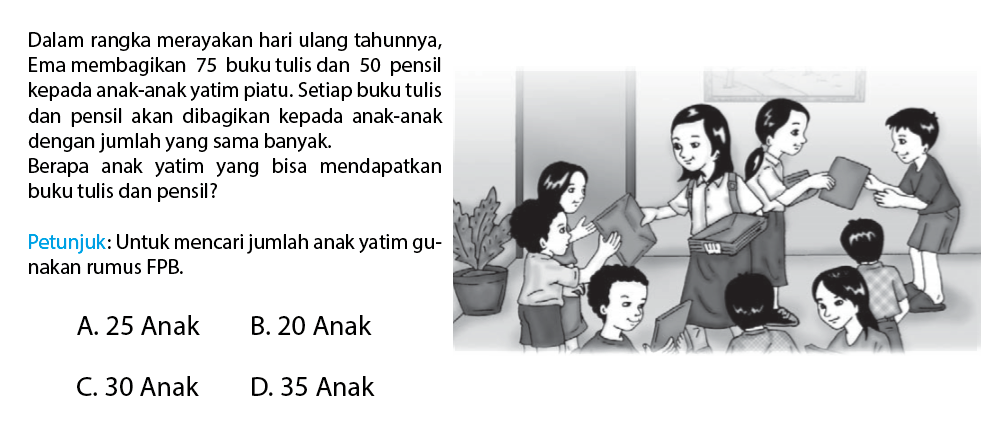 Dalam rangka merayakan hari ulang tahunnya,
Ema membagikan 75 buku tulis dan 50 pensil
kepada anak-anak yatim piatu. Setiap buku tulis
dan pensil akan dibagikan kepada anak-anak
dengan jumlah yang sama banyak.
Berapa anak yatim yang bisa mendapatkan
buku tulis dan pensil?
Petunjuk: Untuk mencari jumlah anak yatim gu-
nakan rumus FPB.
A. 25 Anak B. 20 Anak
C. 30 Anak D. 35 Anak